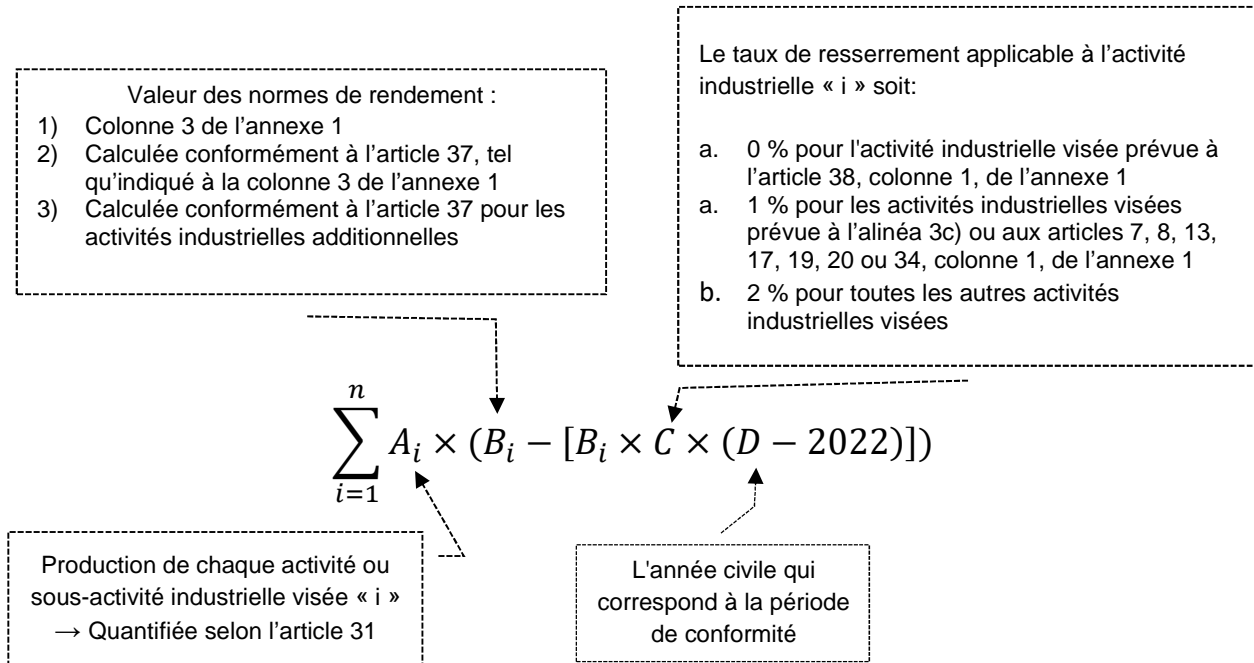 Valeur des normes de rendement :
1) Colonne 3 de l’annexe 1
2) Calculée conformément à l’article 37, tel
qu’indiqué à la colonne 3 de l’annexe 1
3) Calculée conformément à l’article 37 pour les
activités industrielles additionnelles
Le taux de resserrement applicable à l’activité
industrielle « i » soit:
a. 0 % pour l'activité industrielle visée prévue à
l’article 38, colonne 1, de l’annexe 1
a. 1 % pour les activités industrielles visées
prévue à l’alinéa 3c) ou aux articles 7, 8, 13,
17, 19, 20 ou 34, colonne 1, de l’annexe 1
b. 2 % pour toutes les autres activités
industrielles visées
n
∑ A_i × (B_i − [B_i × C × (D − 2022)])
i=1
Production de chaque activité ou
sous-activité industrielle visée « i »
→ Quantifiée selon l’article 31
L'année civile qui
correspond à la période
de conformité